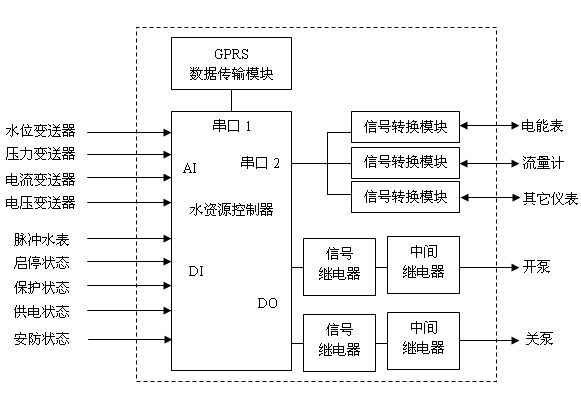 GPRS
数据传输模块
串口 1
串口 2
AI
水资源控制器
DI
DO
水位变送器
压力变送器
电流变送器
电压变送器
脉冲水表
启停状态
保护状态
供电状态
安防状态
信号转换模块
电能表
信号转换模块
流量计
信号转换模块
其它仪表
信号
继电器
中间
继电器
开泵
信号
继电器
中间
继电器
关泵